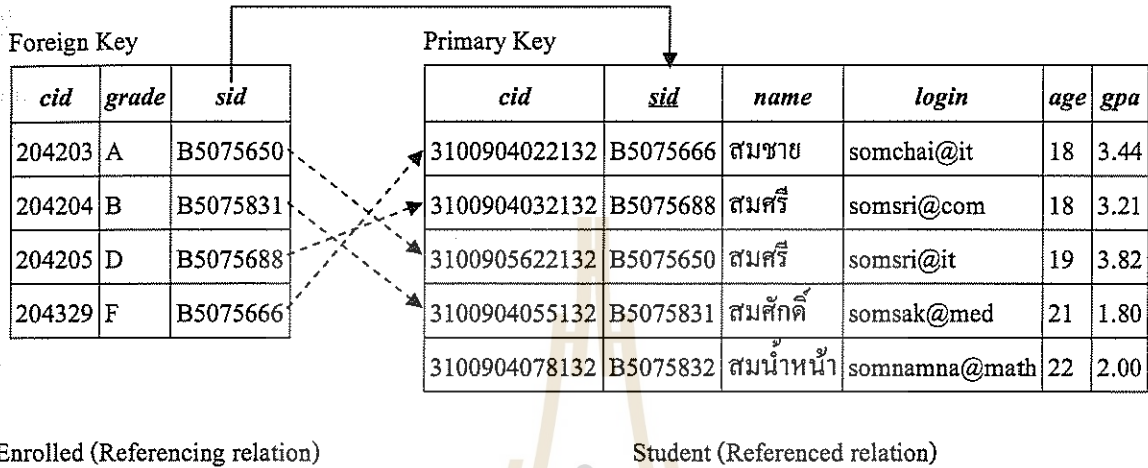 Foreign Key
Primary Key
cid grade sid
204203 A B5075650
204204 B B5075831
204205 D B5075688
204329 F B5075666
cid sid name login age gpa
3100904022132 B5075666 สมชาย somchai@it 18 3.44
3100904032132 B5075688 สมศรี somsri@com 18 3.21
3100905622132 B5075650 สมศรี somsri@it 19 3.82
3100904055132 B5075831 สมศักดิ์ somsak@med 21 1.80
3100904078132 B5075832 สมน้ำหน้า somnamna@math 22 2.00
Enrolled (Referencing relation)
Student (Referenced relation)